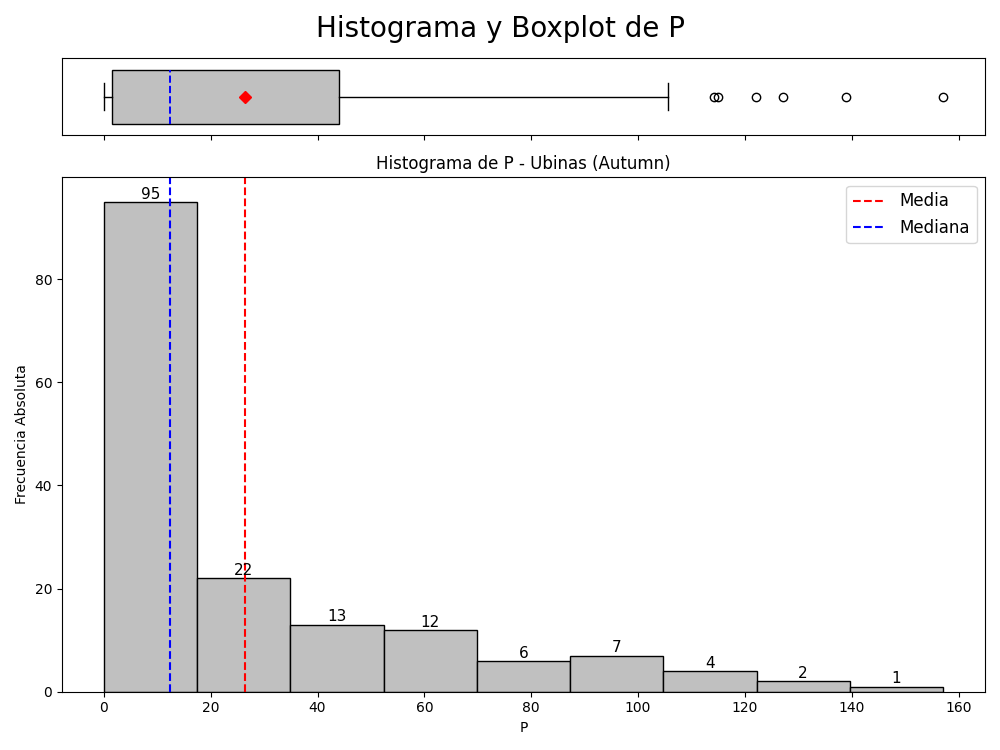 Histograma y Boxplot de P
Histograma de P - Ubinas (Autumn)
Media
Mediana
95
22
13
12
6
7
4
2
1
80
60
40
20
0
Frecuencia Absoluta
0 20 40 60 80 100 120 140 160
P